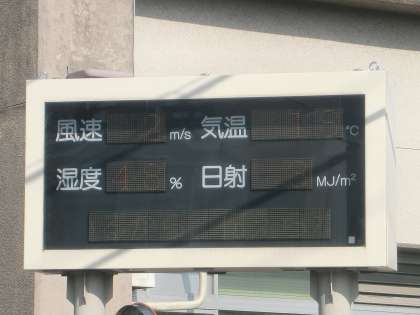 風速 m/s 気温 ℃
湿度 % 日射 MJ/m²